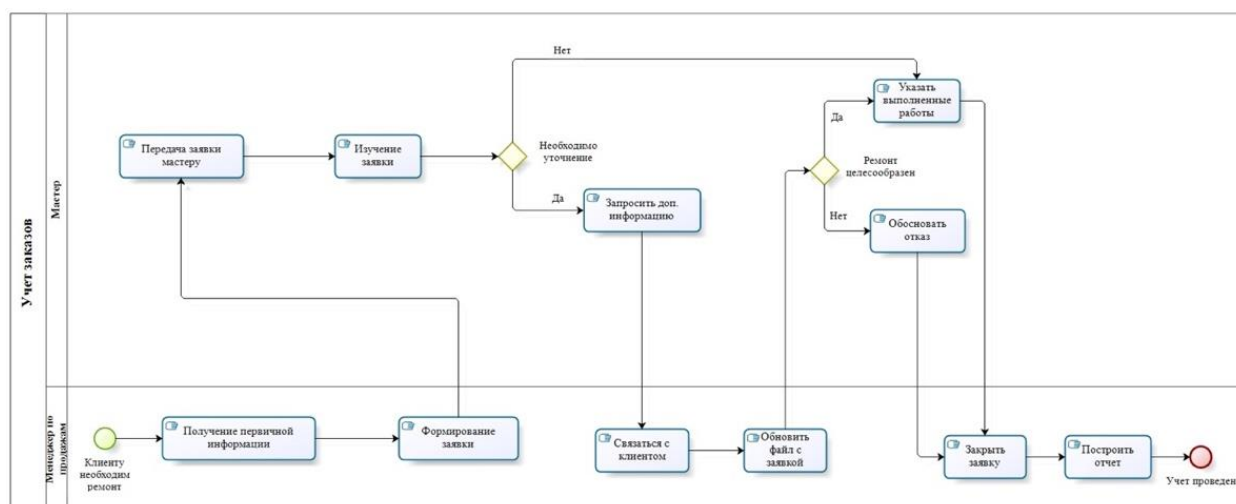 Учет заказов
Мастер
Нет
Указать
выполненные
работы
Да
Передача заявки
мастеру
Изучение
заявки
Необходимо
уточнение
Ремонт
целесообразен
Да
Запросить доп.
информацию
Нет
Обосновать
отказ
Менеджер по
продажам
Получение первичной
информации
Формирование
заявки
Связаться с
клиентом
Обновить
файл с
заявкой
Закрыть
заявку
Построить
отчет
Клиенту
необходим
ремонт
Учет проведен